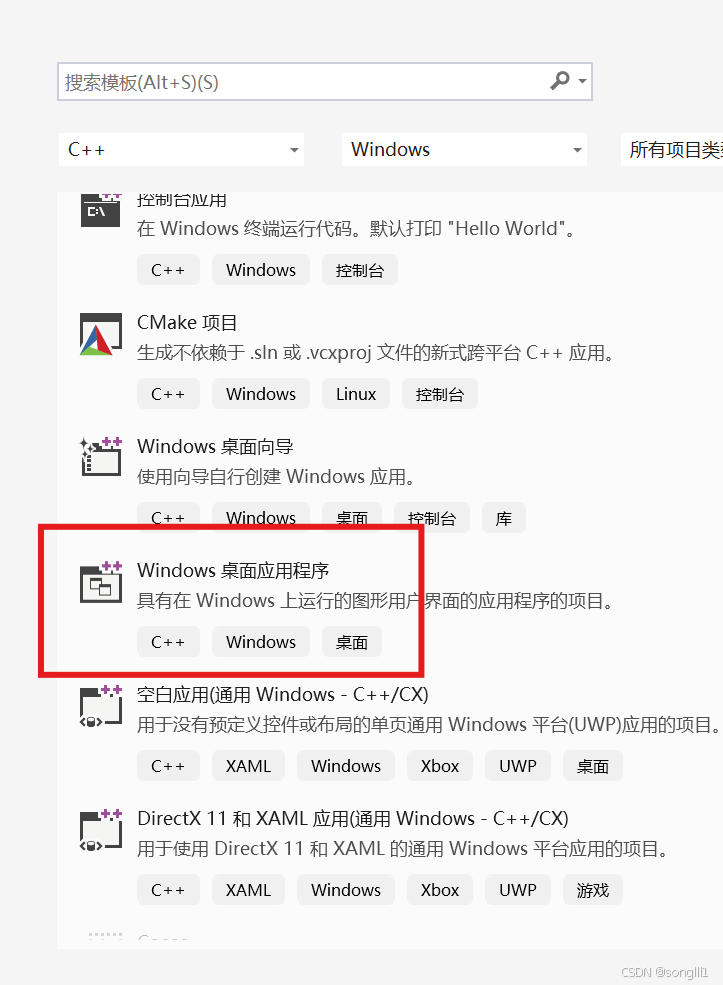 搜索模板(Alt+S)(S)
C++ Windows 所有项目类
控制台应用
在 Windows 终端运行代码。默认打印 "Hello World"。
C++ Windows 控制台
CMake 项目
生成不依赖于 .sln 或 .vcxproj 文件的新式跨平台 C++ 应用。
C++ Windows Linux 控制台
Windows 桌面向导
使用向导自行创建 Windows 应用。
C++ Windows 桌面 控制台 库
Windows 桌面应用程序
具有在 Windows 上运行的图形用户界面的应用程序的项目。
C++ Windows 桌面
空白应用(通用 Windows - C++/CX)
用于没有预定义控件或布局的单页通用 Windows 平台(UWP)应用的项目。
C++ XAML Windows Xbox UWP 桌面
DirectX 11 和 XAML 应用(通用 Windows - C++/CX)
用于使用 DirectX 11 和 XAML 的通用 Windows 平台应用的项目。
C++ XAML Windows Xbox UWP 游戏